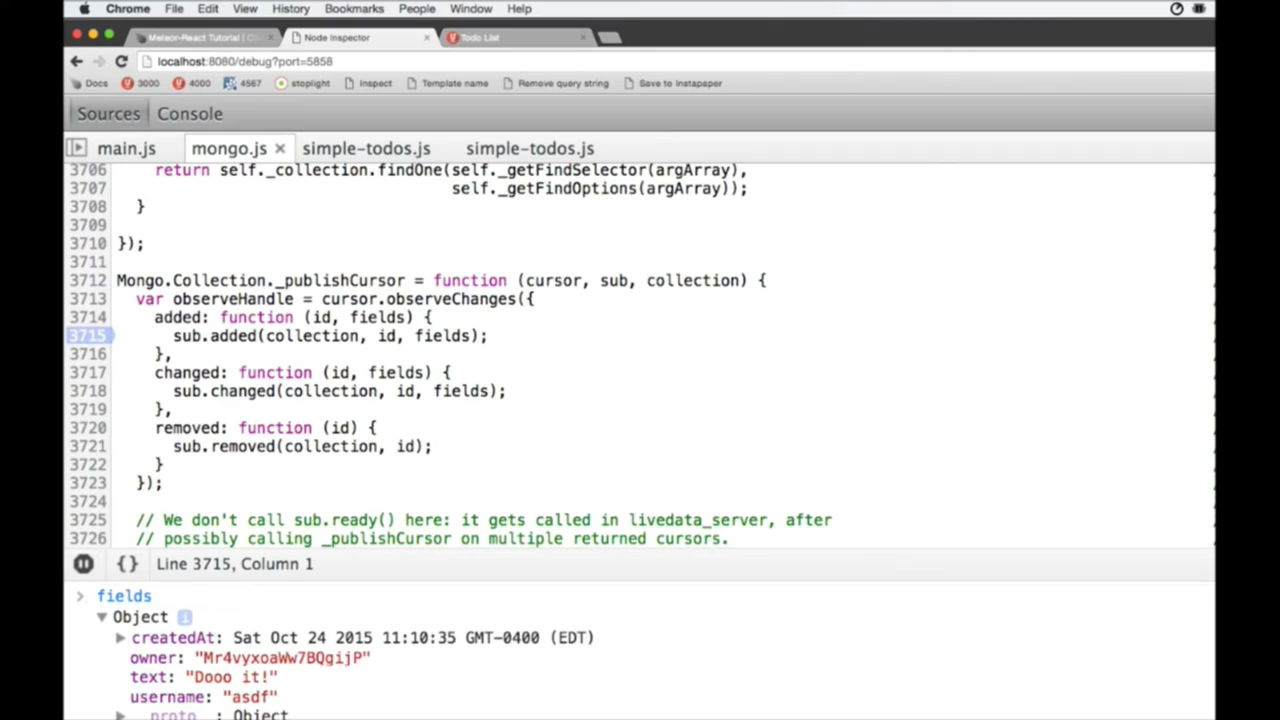 Chrome File Edit View History Bookmarks People Window Help
Meteor-React Tutorial | Node Inspector × Todo List ×
localhost:8080/debug?port=5858
Docs 3000 4000 4567 stoplight Inspect Template name Remove query string Save to Instapaper
Sources Console
main.js mongo.js × simple-todos.js simple-todos.js
3706 return self._collection.findOne(self._getFindSelector(argArray),
3707 self._getFindOptions(argArray));
3708 }
3709
3710 });
3711
3712 Mongo.Collection._publishCursor = function (cursor, sub, collection) {
3713 var observeHandle = cursor.observeChanges({
3714 added: function (id, fields) {
3715 sub.added(collection, id, fields);
3716 },
3717 changed: function (id, fields) {
3718 sub.changed(collection, id, fields);
3719 },
3720 removed: function (id) {
3721 sub.removed(collection, id);
3722 }
3723 });
3724
3725 // We don't call sub.ready() here: it gets called in livedata_server, after
3726 // possibly calling _publishCursor on multiple returned cursors.
{} Line 3715, Column 1
> fields
Object i
createdAt: Sat Oct 24 2015 11:10:35 GMT-0400 (EDT)
owner: "Mr4vyxoaWw7BQgijP"
text: "Dooo it!"
username: "asdf"
__proto__: Object